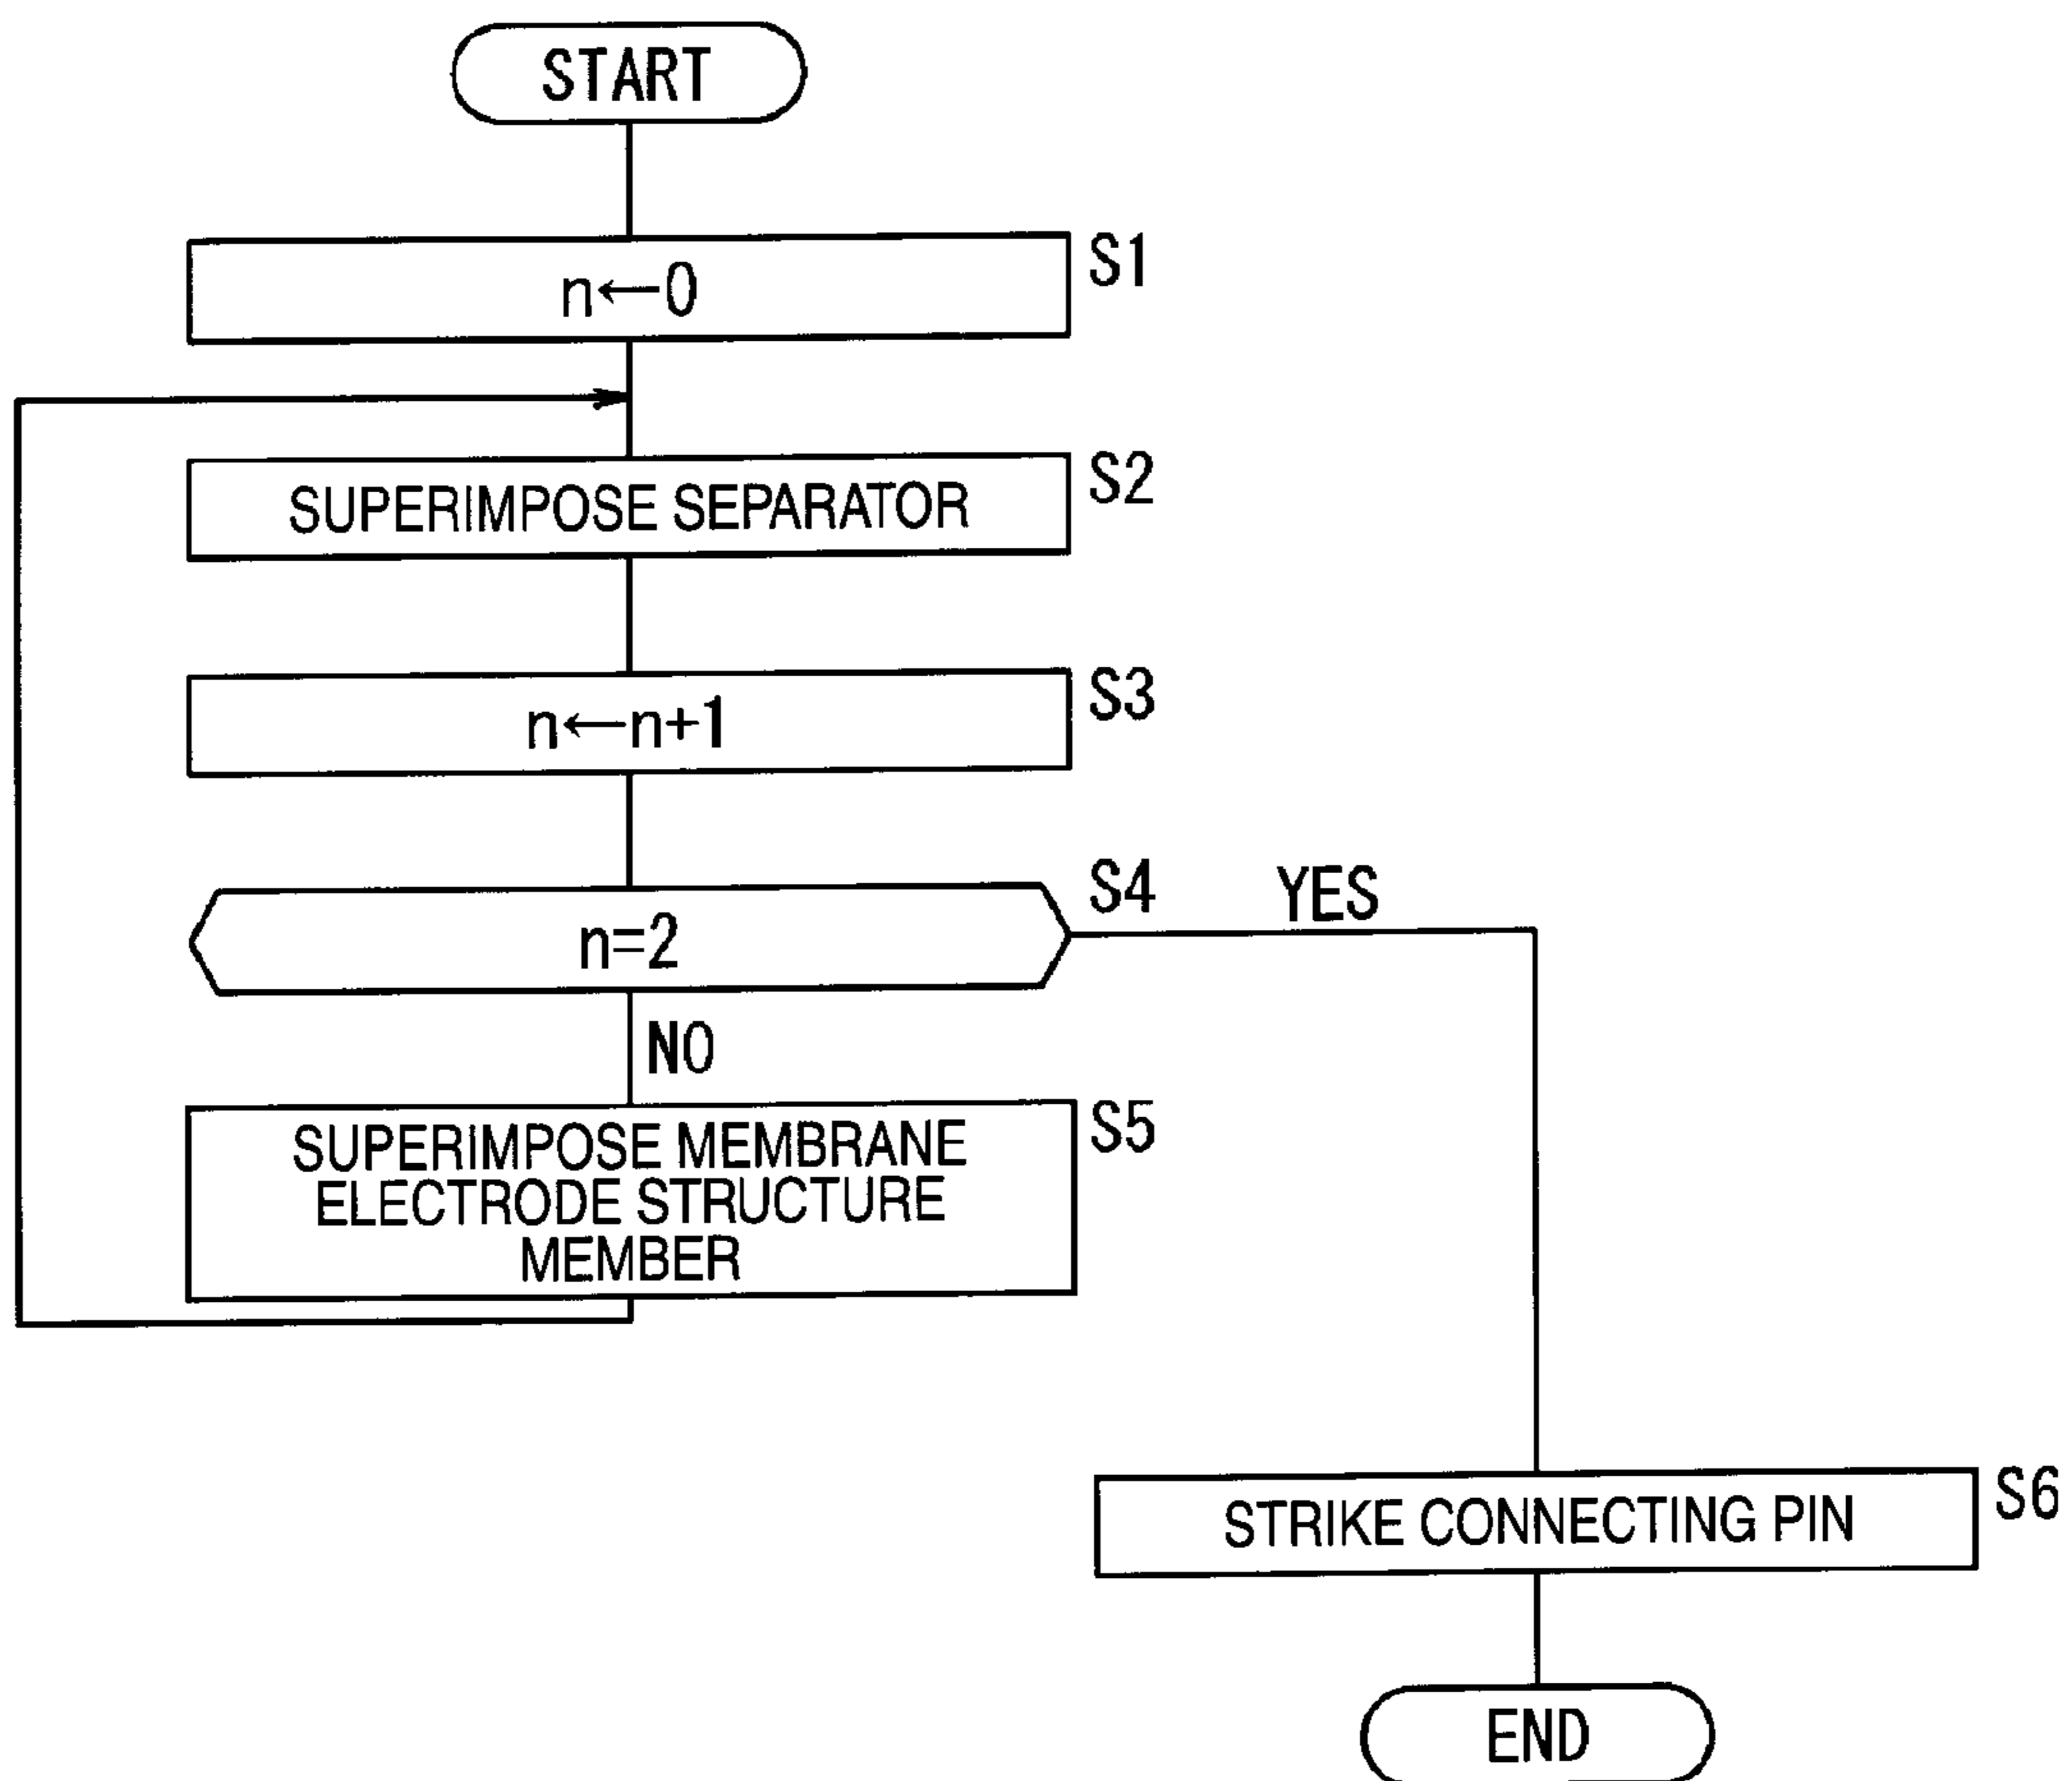 START
n←0
S1
SUPERIMPOSE SEPARATOR
S2
n←n+1
S3
n=2
S4
YES
NO
SUPERIMPOSE MEMBRANE
ELECTRODE STRUCTURE
MEMBER
S5
STRIKE CONNECTING PIN
S6
END